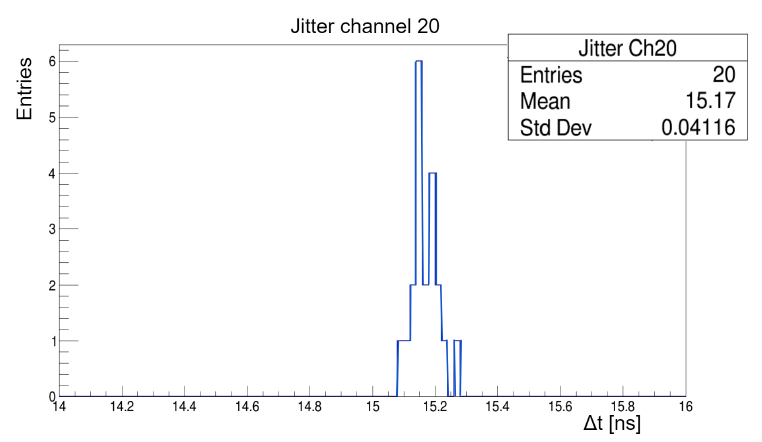 Jitter channel 20
Jitter Ch20
Entries 20
Mean 15.17
Std Dev 0.04116
Entries
6
5
4
3
2
1
0
14 14.2 14.4 14.6 14.8 15 15.2 15.4 15.6 15.8 16
Δt [ns]